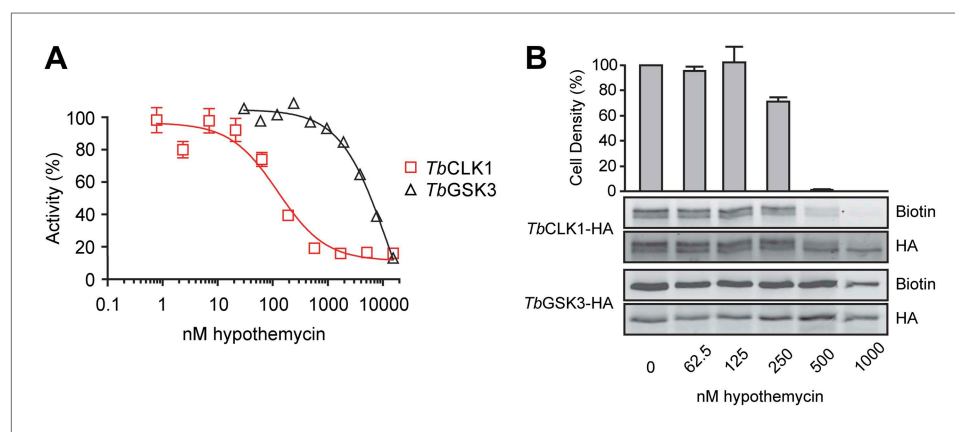 A
Activity (%)
100
80
60
40
20
0
0.1
1
10
100
1000
10000
nM hypothemycin
TbCLK1
TbGSK3
B
Cell Density (%)
100
80
60
40
20
0
TbCLK1-HA
Biotin
HA
TbGSK3-HA
Biotin
HA
0
62.5
125
250
500
1000
nM hypothemycin